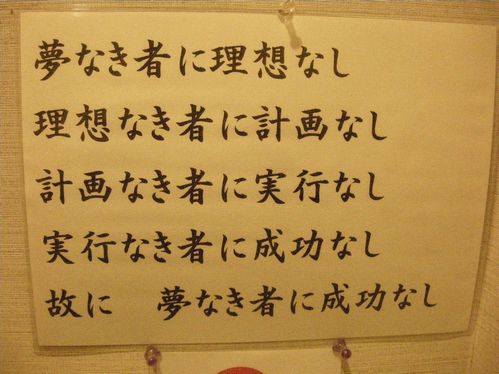 夢なき者に理想なし
理想なき者に計画なし
計画なき者に実行なし
実行なき者に成功なし
故に　夢なき者に成功なし